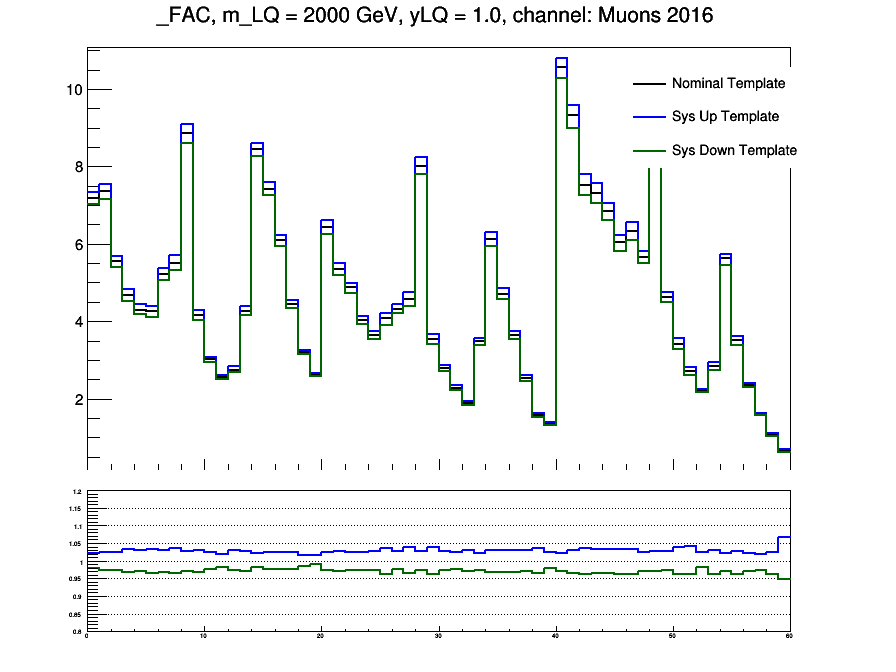 _FAC, m_LQ = 2000 GeV, yLQ = 1.0, channel: Muons 2016
10
8
6
4
2
Nominal Template
Sys Up Template
Sys Down Template
1.2
1.15
1.1
1.05
1
0.95
0.9
0.85
0.8
0 10 20 30 40 50 60